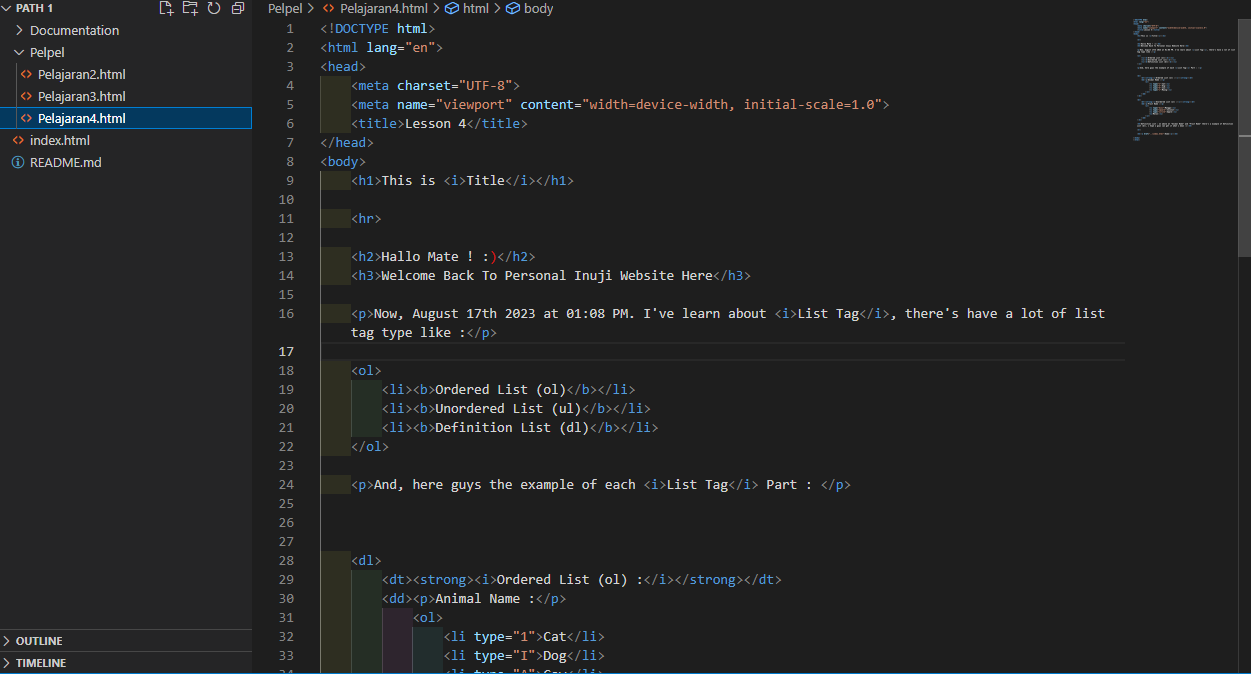 PATH 1
Documentation
Pelpel
Pelajaran2.html
Pelajaran3.html
Pelajaran4.html
index.html
README.md
OUTLINE
TIMELINE
Pelpel > Pelajaran4.html > html > body
1 <!DOCTYPE html>
2 <html lang="en">
3 <head>
4 <meta charset="UTF-8">
5 <meta name="viewport" content="width=device-width, initial-scale=1.0">
6 <title>Lesson 4</title>
7 </head>
8 <body>
9 <h1>This is <i>Title</i></h1>
10
11 <hr>
12
13 <h2>Hallo Mate ! :)</h2>
14 <h3>Welcome Back To Personal Inuji Website Here</h3>
15
16 <p>Now, August 17th 2023 at 01:08 PM. I've learn about <i>List Tag</i>, there's have a lot of list
tag type like :</p>
17
18 <ol>
19 <li><b>Ordered List (ol)</b></li>
20 <li><b>Unordered List (ul)</b></li>
21 <li><b>Definition List (dl)</b></li>
22 </ol>
23
24 <p>And, here guys the example of each <i>List Tag</i> Part : </p>
25
26
27
28 <dl>
29 <dt><strong><i>Ordered List (ol) :</i></strong></dt>
30 <dd><p>Animal Name :</p>
31 <ol>
32 <li type="1">Cat</li>
33 <li type="I">Dog</li>
34 <li type="A">Cow</li>